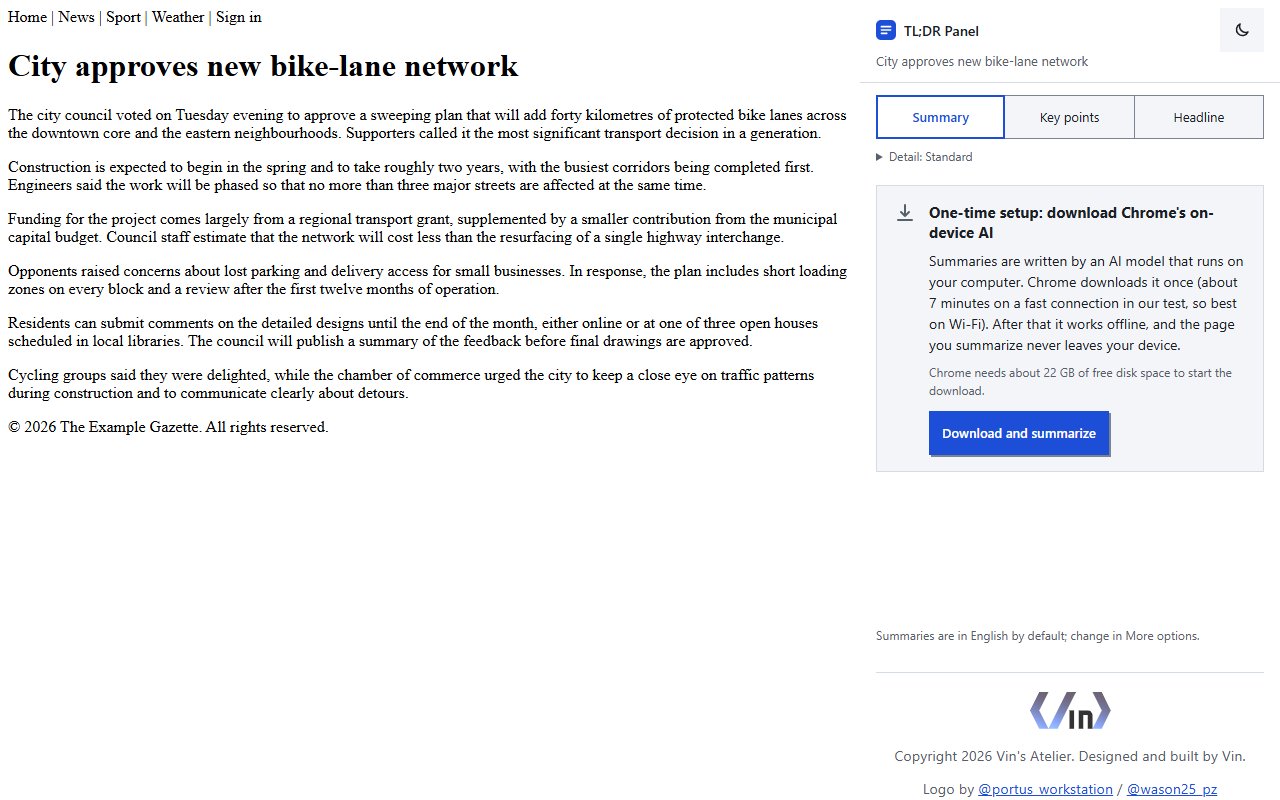 Home | News | Sport | Weather | Sign in
City approves new bike-lane network
The city council voted on Tuesday evening to approve a sweeping plan that will add forty kilometres of protected bike lanes across
the downtown core and the eastern neighbourhoods. Supporters called it the most significant transport decision in a generation.
Construction is expected to begin in the spring and to take roughly two years, with the busiest corridors being completed first.
Engineers said the work will be phased so that no more than three major streets are affected at the same time.
Funding for the project comes largely from a regional transport grant, supplemented by a smaller contribution from the municipal
capital budget. Council staff estimate that the network will cost less than the resurfacing of a single highway interchange.
Opponents raised concerns about lost parking and delivery access for small businesses. In response, the plan includes short loading
zones on every block and a review after the first twelve months of operation.
Residents can submit comments on the detailed designs until the end of the month, either online or at one of three open houses
scheduled in local libraries. The council will publish a summary of the feedback before final drawings are approved.
Cycling groups said they were delighted, while the chamber of commerce urged the city to keep a close eye on traffic patterns
during construction and to communicate clearly about detours.
© 2026 The Example Gazette. All rights reserved.
TL;DR Panel
City approves new bike-lane network
Summary
Key points
Headline
Detail: Standard
One-time setup: download Chrome's on-
device AI
Summaries are written by an AI model that runs on
your computer. Chrome downloads it once (about
7 minutes on a fast connection in our test, so best
on Wi-Fi). After that it works offline, and the page
you summarize never leaves your device.
Chrome needs about 22 GB of free disk space to start the
download.
Download and summarize
Summaries are in English by default; change in More options.
Vin
Copyright 2026 Vin's Atelier. Designed and built by Vin.
Logo by @portus_workstation / @wason25_pz